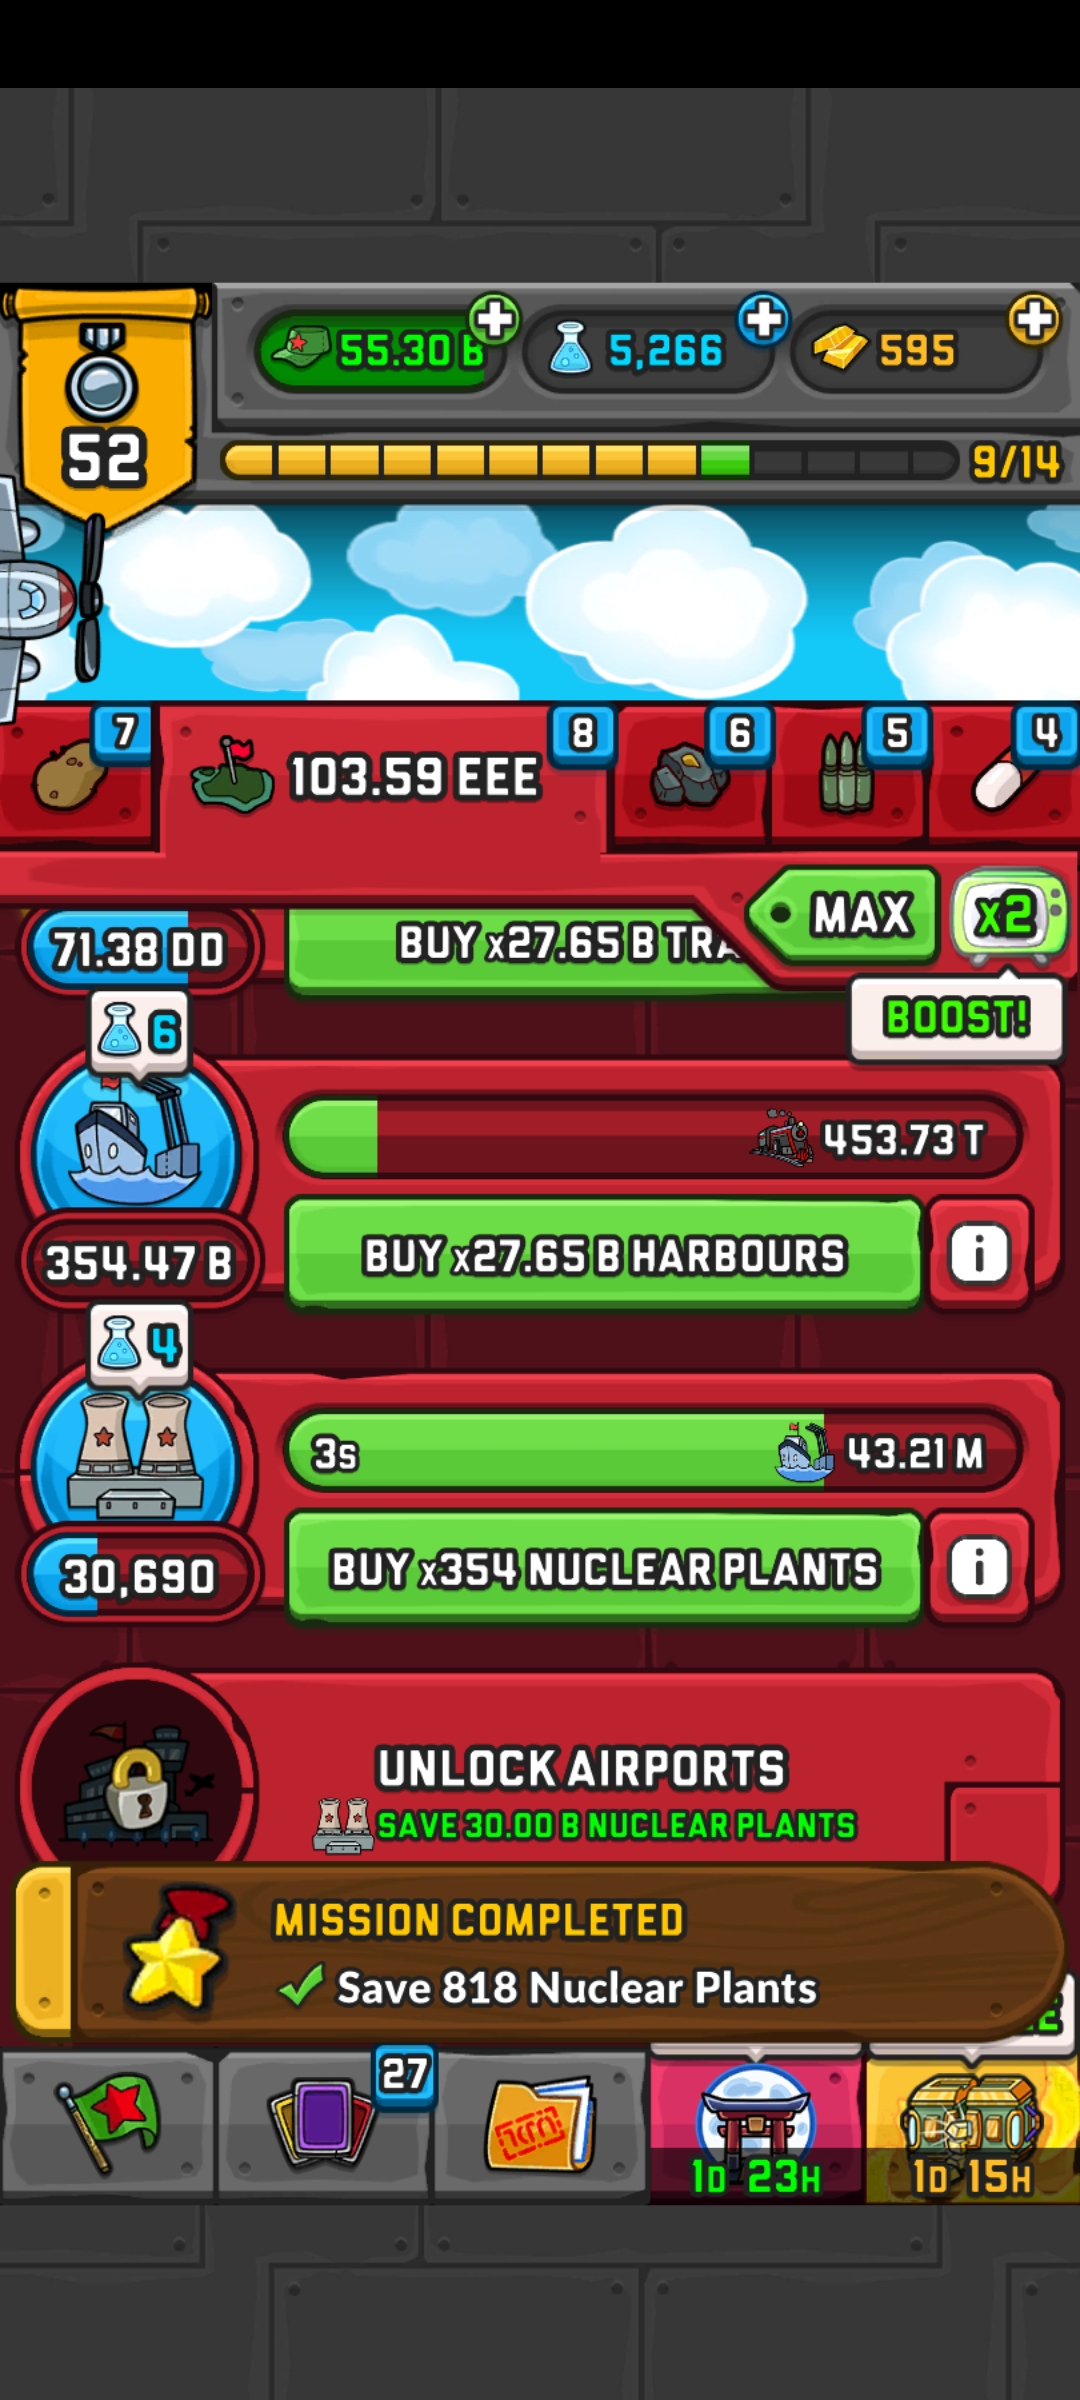 55.30 B
5,266
595
52
9/14
7
8
6
5
4
103.59 EEE
MAX
x2
71.38 DD
BUY x27.65 B
BOOST!
6
453.73 T
BUY x27.65 B HARBOURS
i
354.47 B
4
3s
43.21 M
BUY x354 NUCLEAR PLANTS
i
30,690
UNLOCK AIRPORTS
SAVE 30.00 B NUCLEAR PLANTS
MISSION COMPLETED
Save 818 Nuclear Plants
27
1D 23H
1D 15H